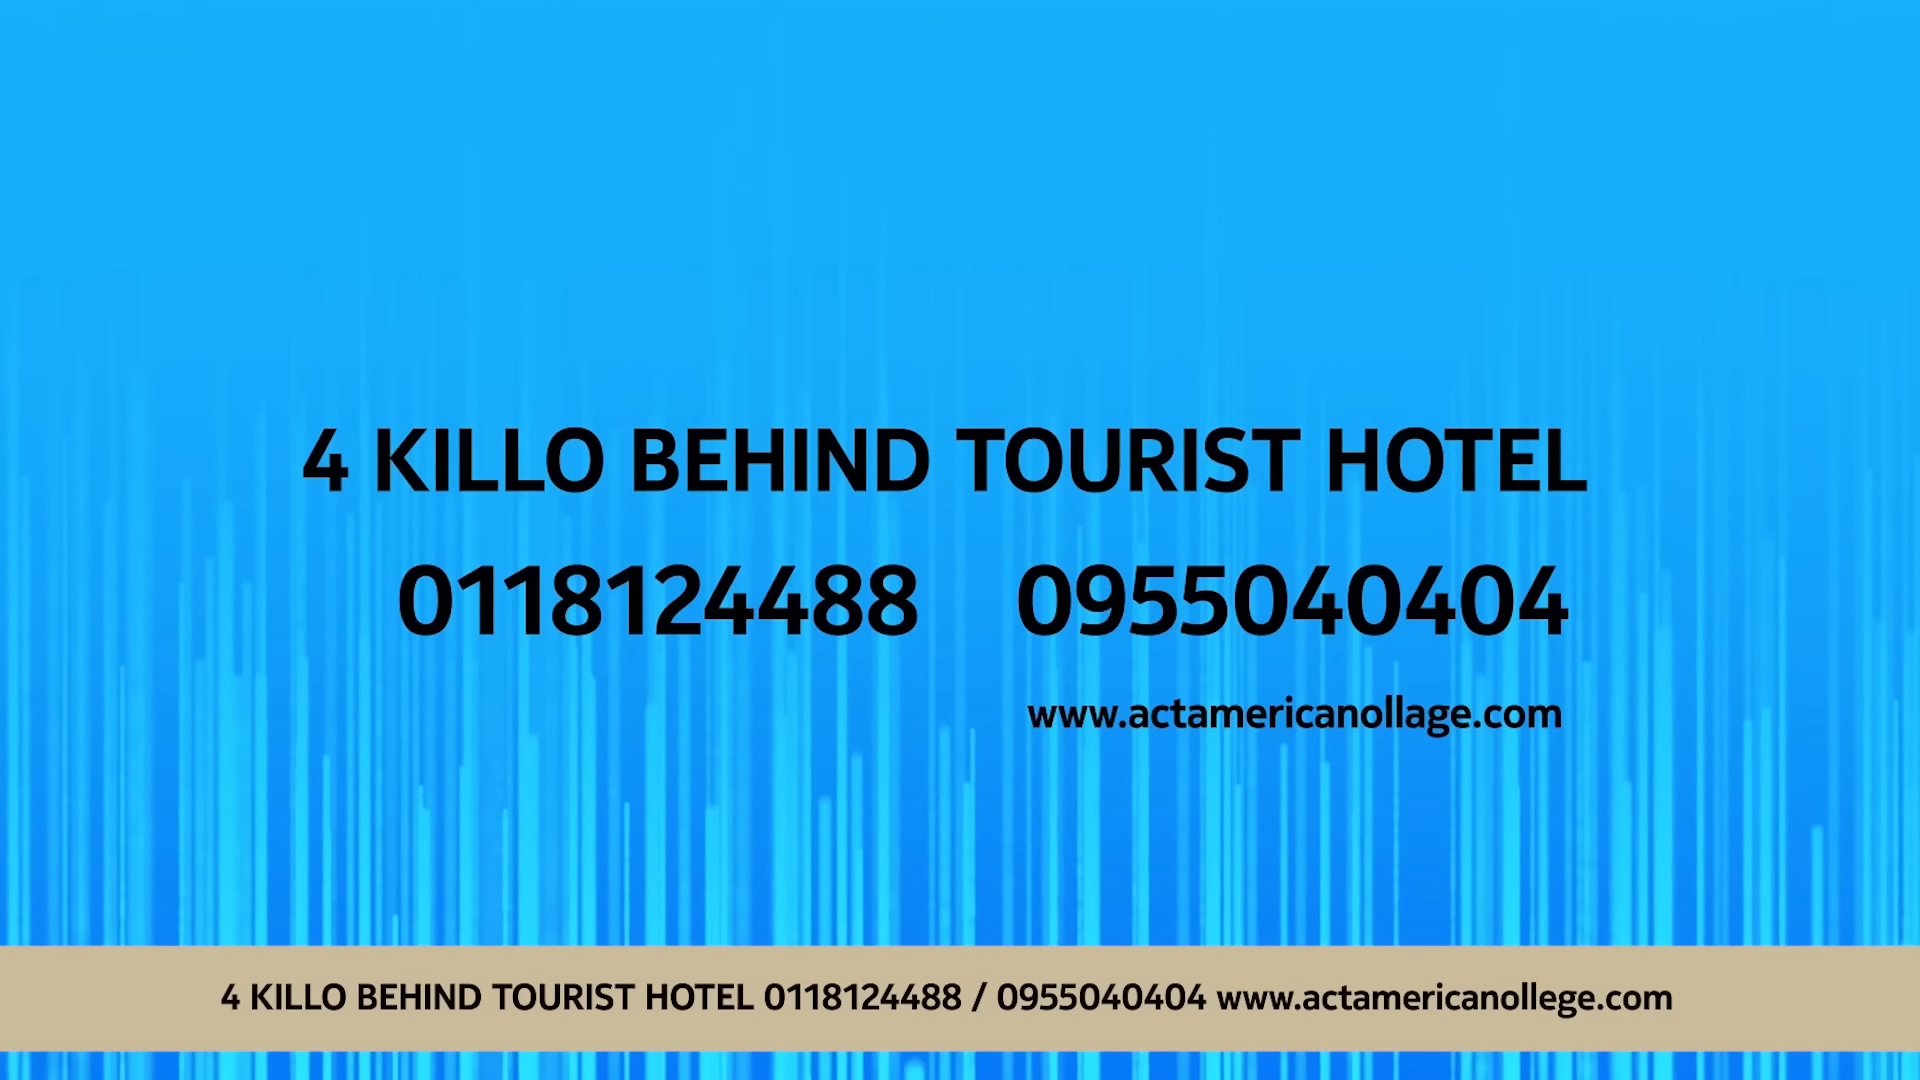 4 KILLO BEHIND TOURIST HOTEL
0118124488 0955040404
www.actamericanollage.com
4 KILLO BEHIND TOURIST HOTEL 0118124488 / 0955040404 www.actamericanollege.com